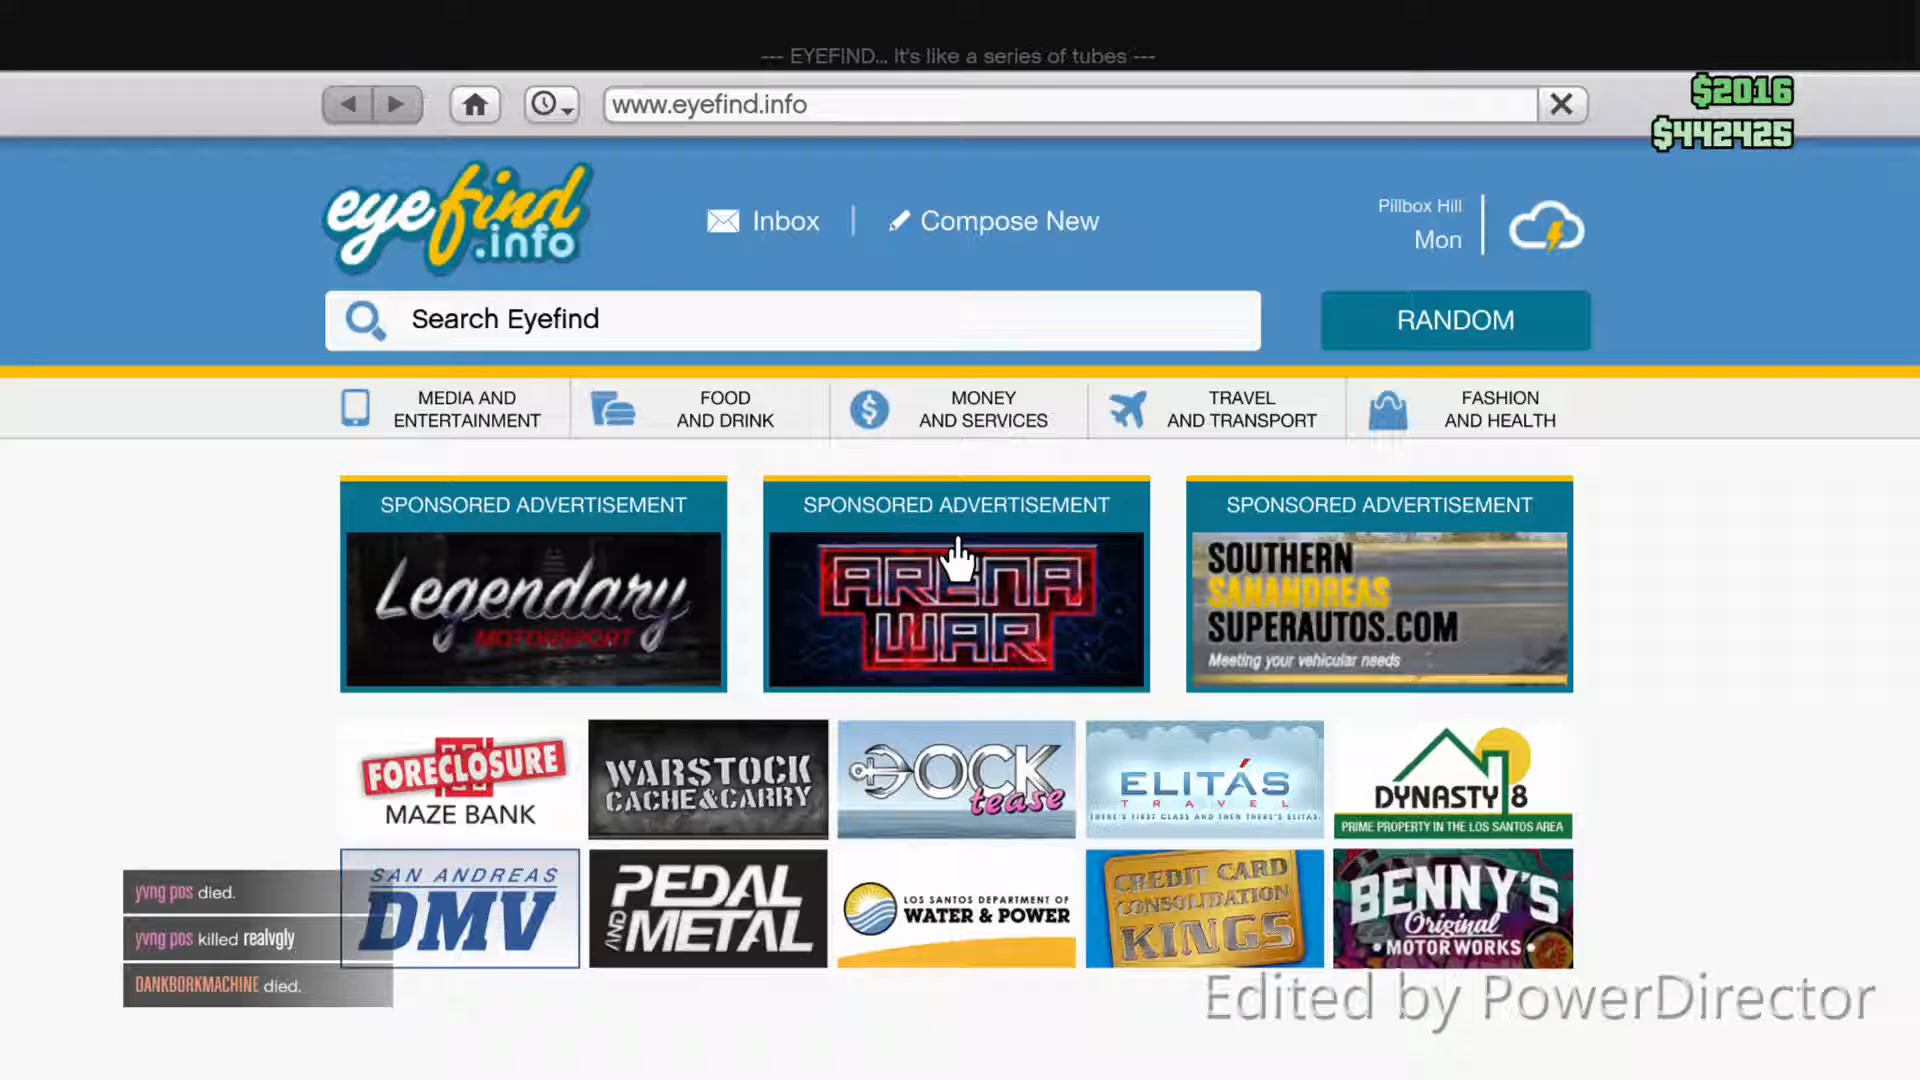 --- EYEFIND... It's like a series of tubes ---
www.eyefind.info
$2016
$442425
eyefind
.info
Inbox
Compose New
Pillbox Hill
Mon
Search Eyefind
RANDOM
MEDIA AND
ENTERTAINMENT
FOOD
AND DRINK
MONEY
AND SERVICES
TRAVEL
AND TRANSPORT
FASHION
AND HEALTH
SPONSORED ADVERTISEMENT
Legendary
MOTORSPORT
SPONSORED ADVERTISEMENT
ARENA
WAR
SPONSORED ADVERTISEMENT
SOUTHERN
SANANDREAS
SUPERAUTOS.COM
Meeting your vehicular needs
FORECLOSURE
MAZE BANK
WARSTOCK
CACHE&CARRY
DOCK
tease
ELITÁS
TRAVEL
THERE'S FIRST CLASS AND THEN THERE'S ELITÁS.
DYNASTY 8
PRIME PROPERTY IN THE LOS SANTOS AREA
SAN ANDREAS
DMV
PEDAL
AND METAL
LOS SANTOS DEPARTMENT OF
WATER & POWER
CREDIT CARD
CONSOLIDATION
KINGS
BENNY'S
Original
•MOTOR WORKS•
yvng pos died.
yvng pos killed realvgly
DANKBORKMACHINE died.
Edited by PowerDirector